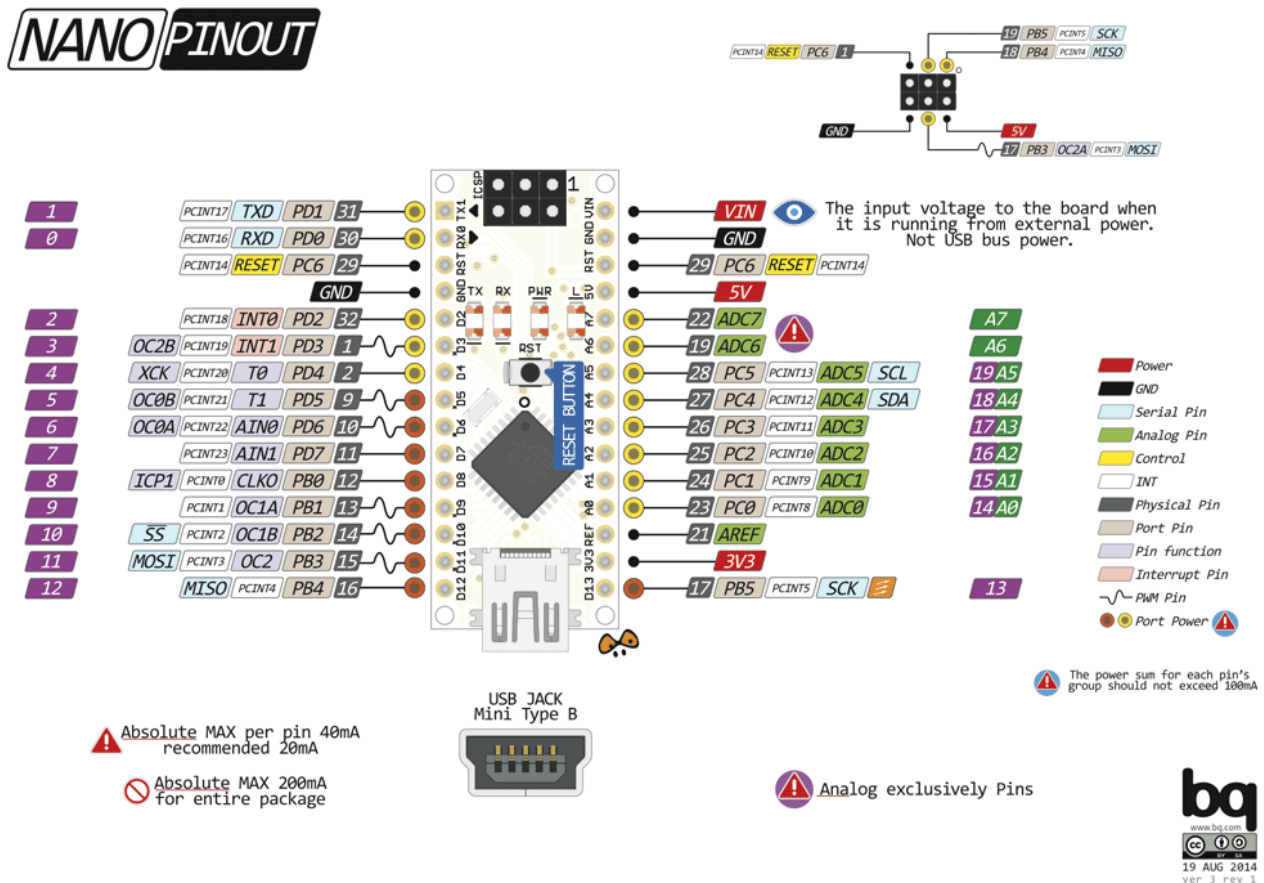 NANO PINOUT
19 PB5 PCINT5 SCK
PCINT14 RESET PC6 1
18 PB4 PCINT4 MISO
GND
5V
17 PB3 OC2A PCINT3 MOSI
1 PCINT17 TXD PD1 31
0 PCINT16 RXD PD0 30
PCINT14 RESET PC6 29
GND
2 PCINT18 INT0 PD2 32
3 OC2B PCINT19 INT1 PD3 1
4 XCK PCINT20 T0 PD4 2
5 OC0B PCINT21 T1 PD5 9
6 OC0A PCINT22 AIN0 PD6 10
7 PCINT23 AIN1 PD7 11
8 ICP1 PCINT0 CLKO PB0 12
9 PCINT1 OC1A PB1 13
10 SS PCINT2 OC1B PB2 14
11 MOSI PCINT3 OC2 PB3 15
12 MISO PCINT4 PB4 16
ICSP
1
TX1
RX0
RST
GND
D2
D3
D4
D5
D6
D7
D8
D9
D10
D11
D12
TX RX PWR L
RST
RESET BUTTON
VIN
GND
RST
5V
A7
A6
A5
A4
A3
A2
A1
A0
REF
3V3
D13
VIN
The input voltage to the board when
it is running from external power.
Not USB bus power.
GND
29 PC6 RESET PCINT14
5V
22 ADC7 A7
19 ADC6 A6
28 PC5 PCINT13 ADC5 SCL 19 A5
27 PC4 PCINT12 ADC4 SDA 18 A4
26 PC3 PCINT11 ADC3 17 A3
25 PC2 PCINT10 ADC2 16 A2
24 PC1 PCINT9 ADC1 15 A1
23 PC0 PCINT8 ADC0 14 A0
21 AREF
3V3
17 PB5 PCINT5 SCK 13
Power
GND
Serial Pin
Analog Pin
Control
INT
Physical Pin
Port Pin
Pin function
Interrupt Pin
PWM Pin
Port Power
The power sum for each pin's
group should not exceed 100mA
USB JACK
Mini Type B
Absolute MAX per pin 40mA
recommended 20mA
Absolute MAX 200mA
for entire package
Analog exclusively Pins
bq
www.bq.com
cc BY SA
19 AUG 2014
ver 3 rev 1